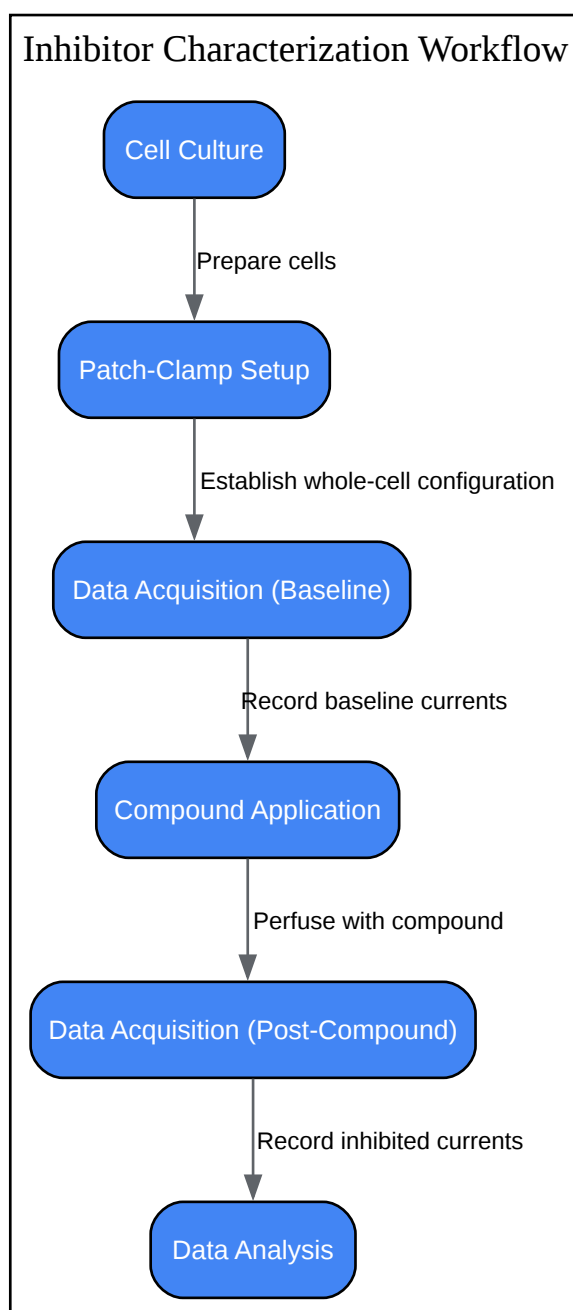 Inhibitor Characterization Workflow
Cell Culture
Prepare cells
Patch-Clamp Setup
Establish whole-cell configuration
Data Acquisition (Baseline)
Record baseline currents
Compound Application
Perfuse with compound
Data Acquisition (Post-Compound)
Record inhibited currents
Data Analysis